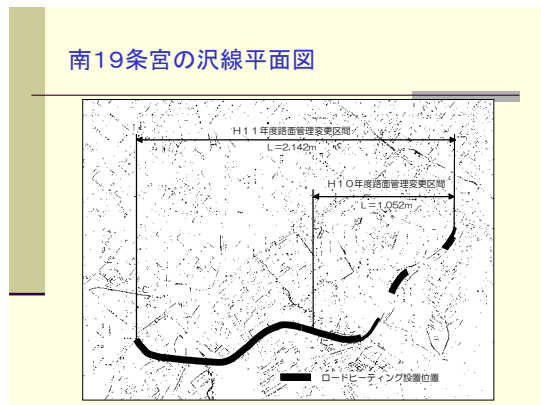 南19条宮の沢線平面図
H11年度路面管理変更区間
L=2.142m
H10年度路面管理変更区間
L=1.052m
ロードヒーティング設置位置